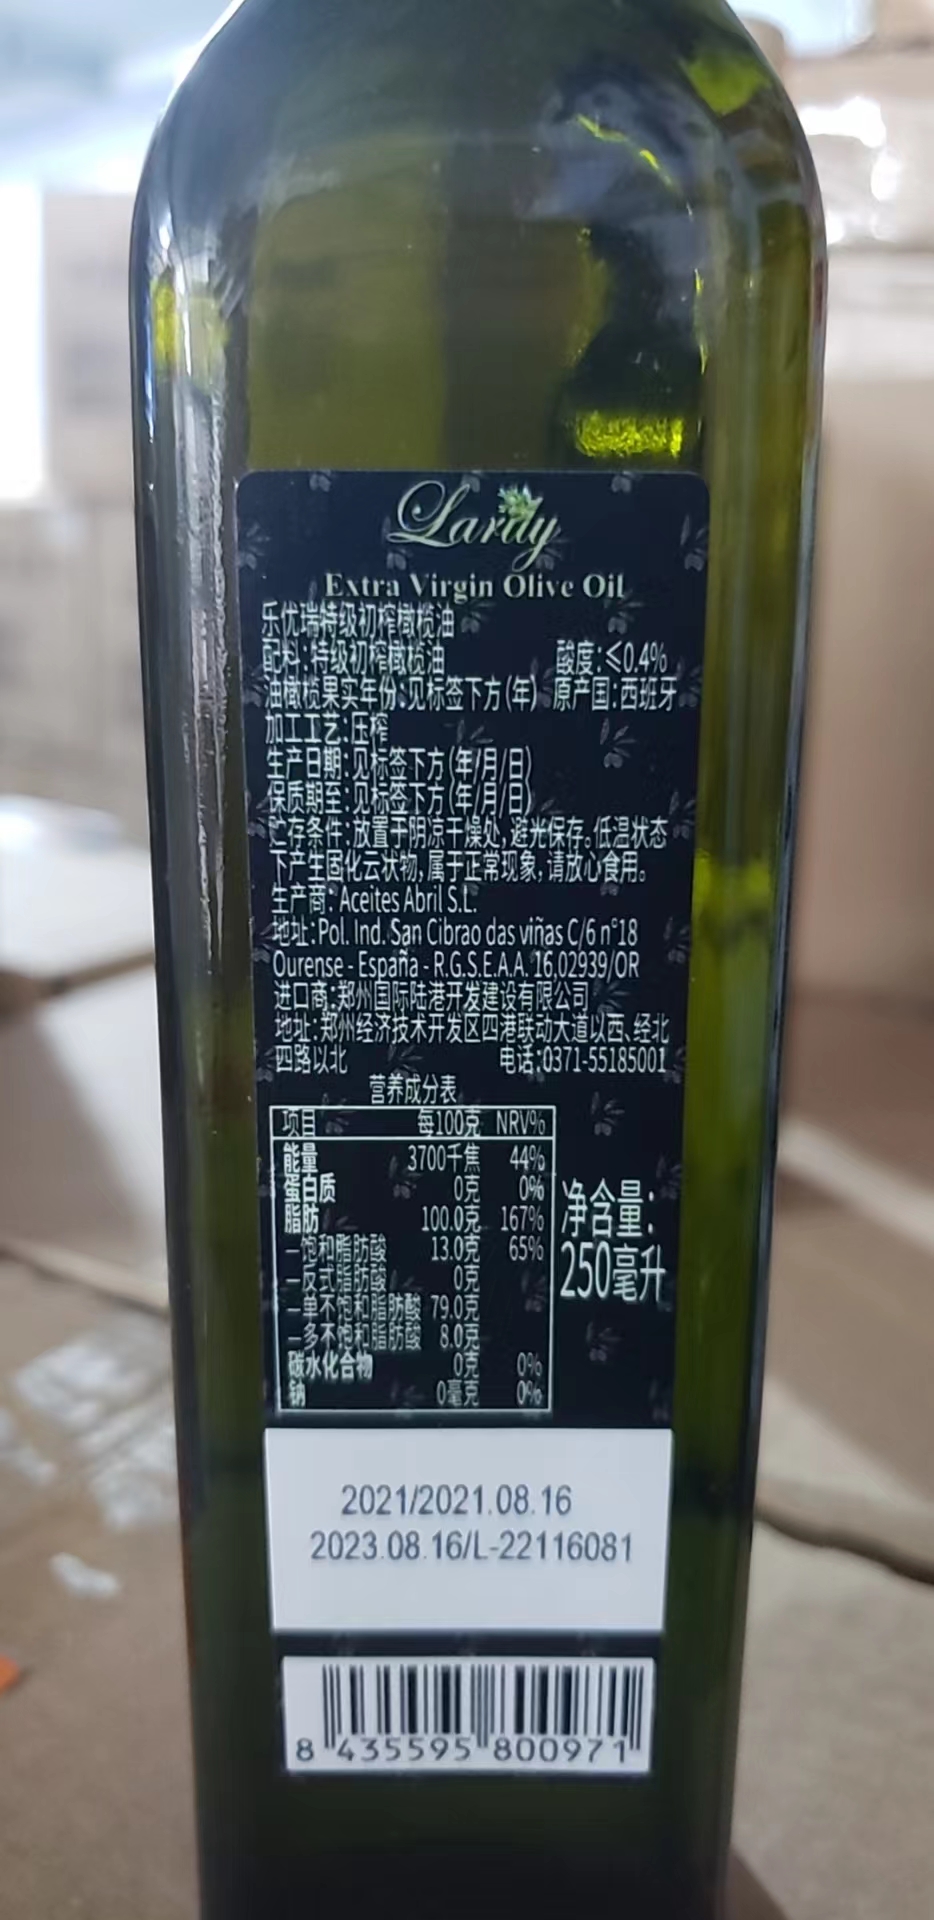 Lardy
Extra Virgin Olive Oil
乐优瑞特级初榨橄榄油
配料:特级初榨橄榄油 酸度:≤0.4%
油橄榄果实年份:见标签下方(年) 原产国:西班牙
加工工艺:压榨
生产日期:见标签下方(年/月/日)
保质期至:见标签下方(年/月/日)
贮存条件:放置于阴凉干燥处,避光保存。低温状态
下产生固化云状物,属于正常现象,请放心食用。
生产商:Aceites Abril S.L.
地址:Pol. Ind. San Cibrao das viñas C/6 n°18
Ourense - España - R.G.S.E.A.A. 16,02939/OR
进口商:郑州国际陆港开发建设有限公司
地址:郑州经济技术开发区四港联动大道以西、经北
四路以北 电话:0371-55185001
营养成分表
项目 每100克 NRV%
能量 3700千焦 44%
蛋白质 0克 0%
脂肪 100.0克 167%
—饱和脂肪酸 13.0克 65%
—反式脂肪酸 0克
—单不饱和脂肪酸 79.0克
—多不饱和脂肪酸 8.0克
碳水化合物 0克 0%
钠 0毫克 0%
净含量:
250毫升
2021/2021.08.16
2023.08.16/L-22116081
8 435595 800971